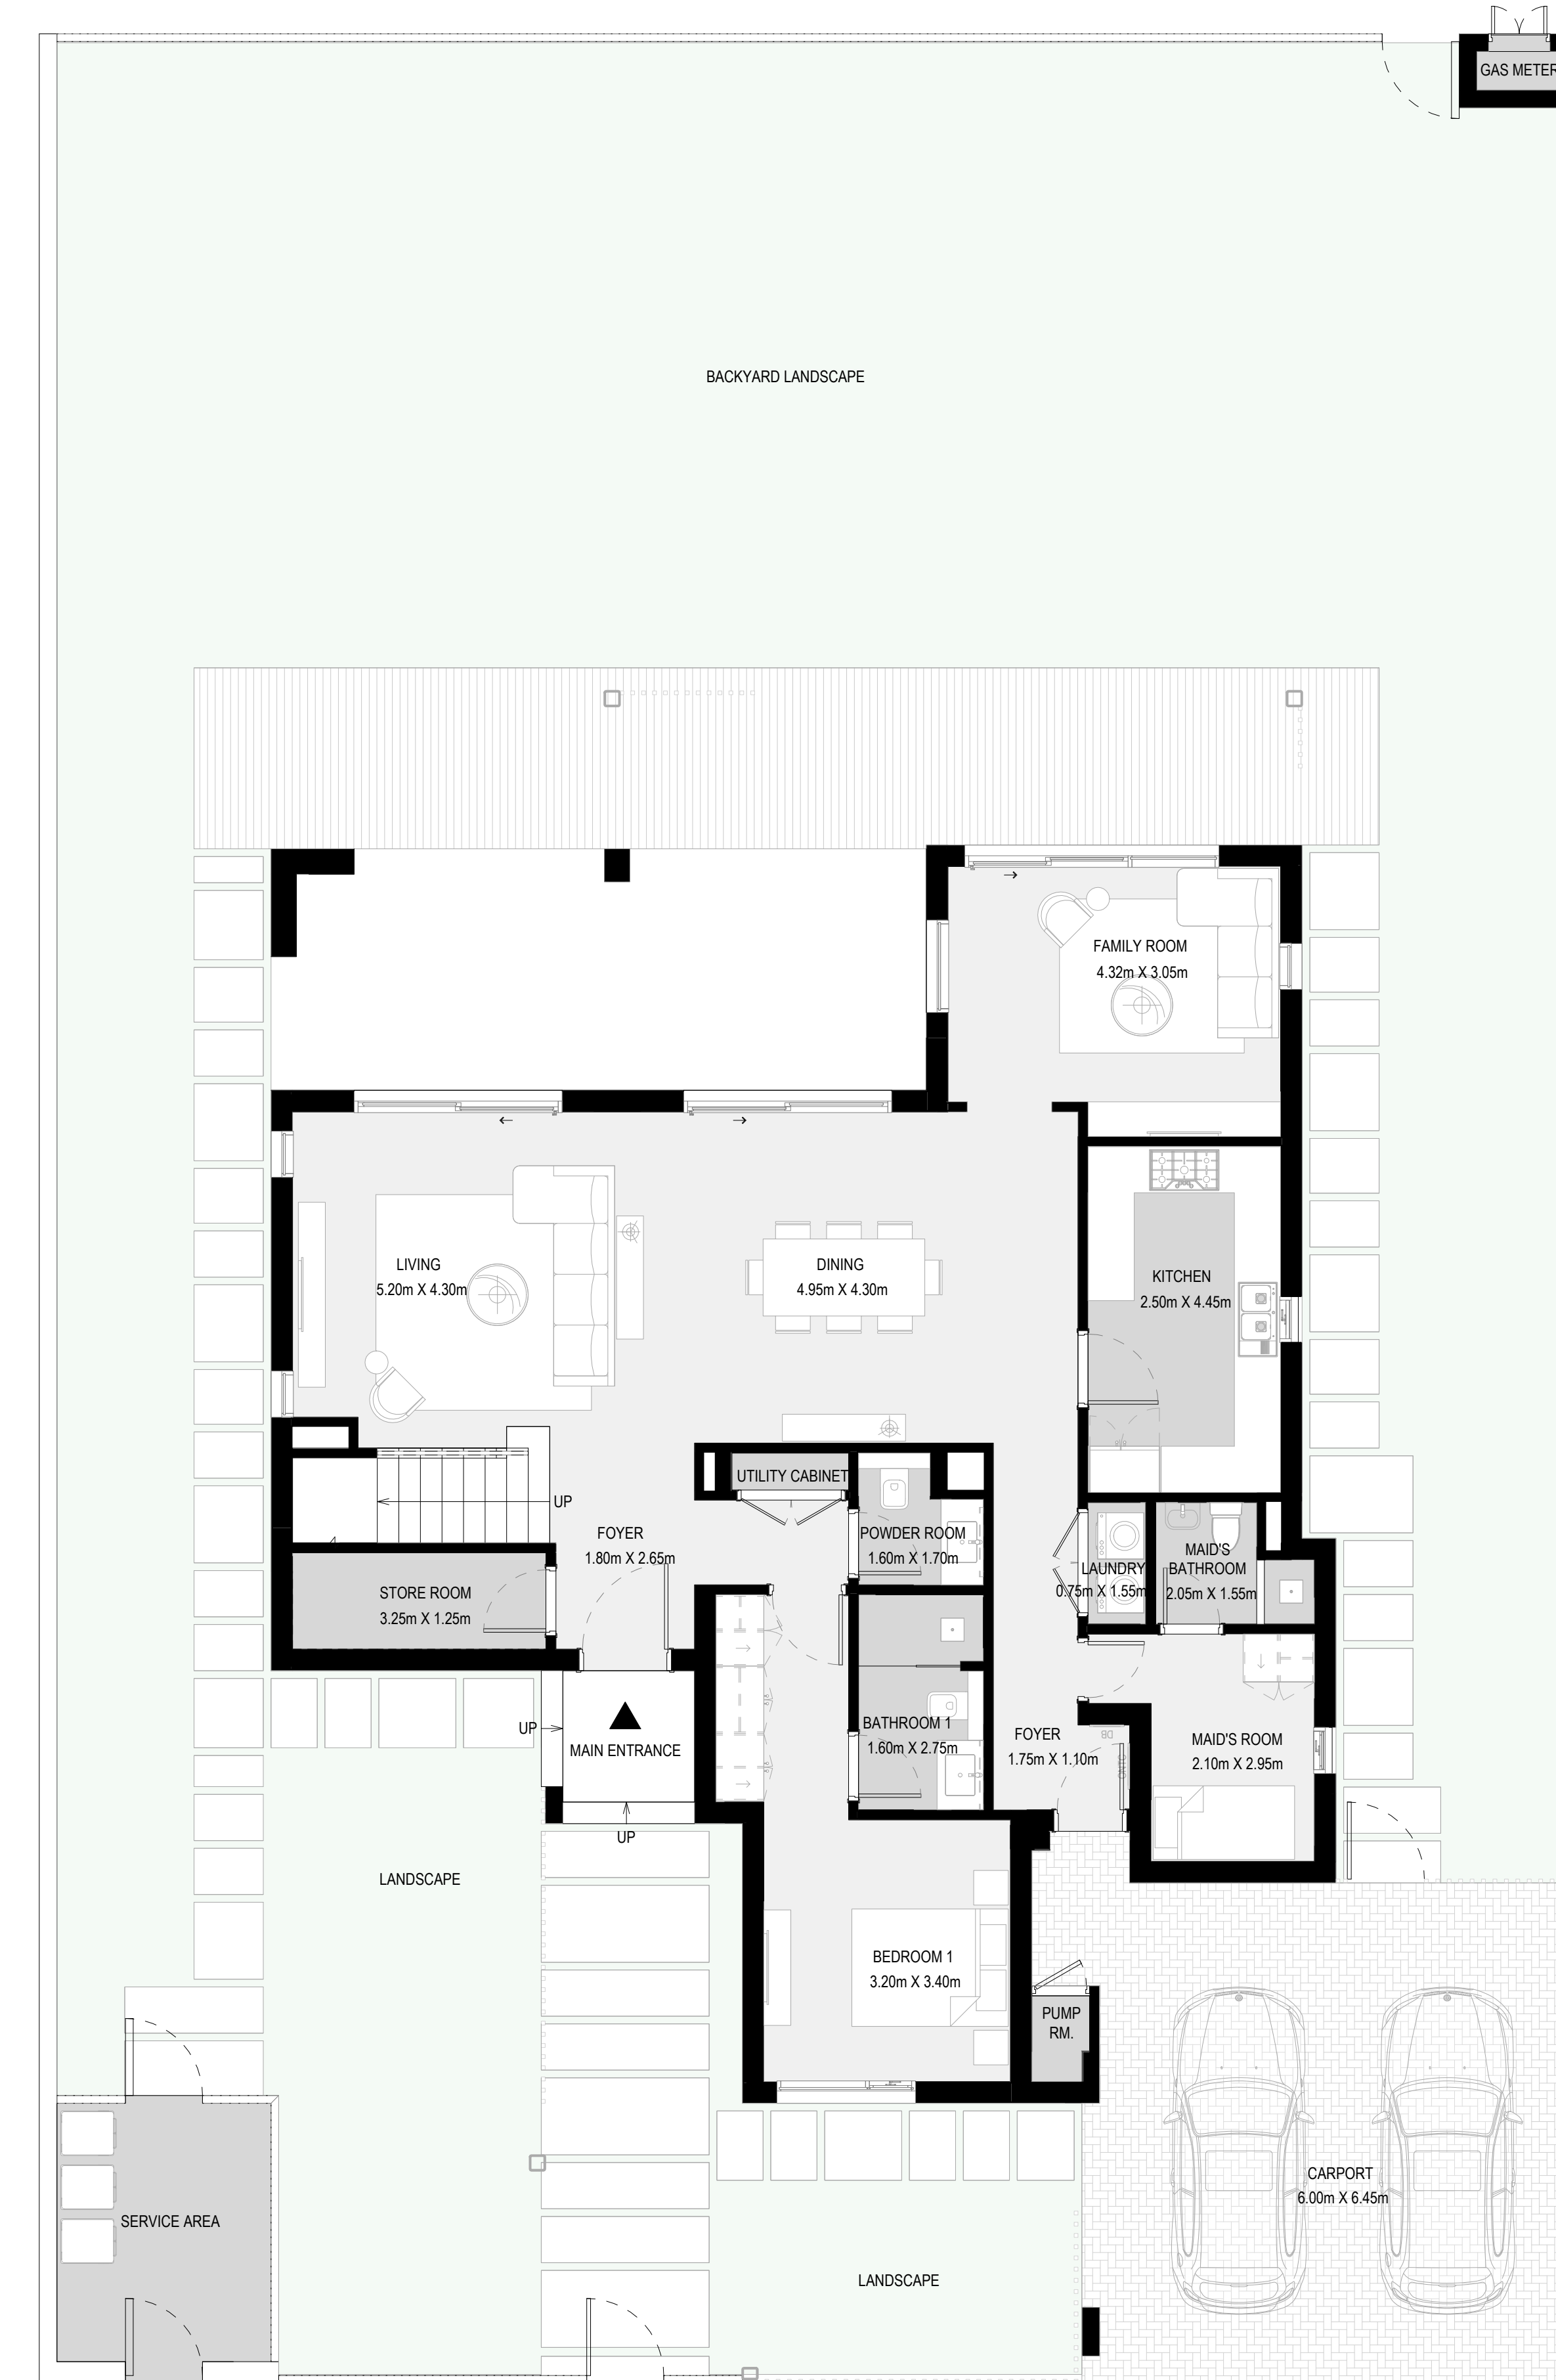 GAS METER
BACKYARD LANDSCAPE
FAMILY ROOM
4.32m X 3.05m
LIVING
5.20m X 4.30m
DINING
4.95m X 4.30m
KITCHEN
2.50m X 4.45m
UTILITY CABINET
UP
FOYER
1.80m X 2.65m
POWDER ROOM
1.60m X 1.70m
LAUNDRY
0.75m X 1.55m
MAID'S
BATHROOM
2.05m X 1.55m
STORE ROOM
3.25m X 1.25m
UP
MAIN ENTRANCE
UP
BATHROOM 1
1.60m X 2.75m
FOYER
1.75m X 1.10m
DB
MAID'S ROOM
2.10m X 2.95m
LANDSCAPE
BEDROOM 1
3.20m X 3.40m
PUMP
RM.
CARPORT
6.00m X 6.45m
SERVICE AREA
LANDSCAPE